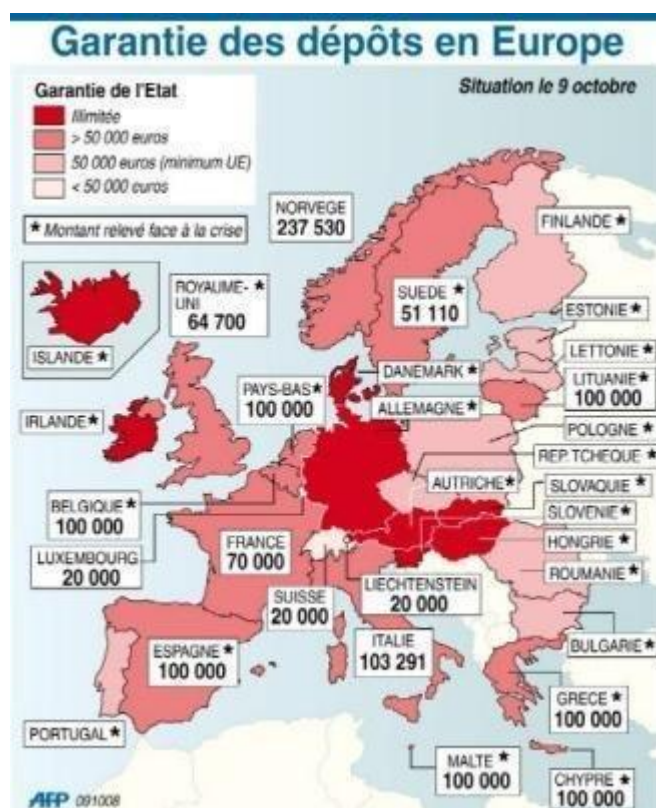 Garantie des dépôts en Europe
Garantie de l'Etat
Situation le 9 octobre
Illimitée
> 50 000 euros
50 000 euros (minimum UE)
< 50 000 euros
* Montant relevé face à la crise
NORVEGE
237 530
FINLANDE *
ROYAUME- *
UNI
64 700
SUEDE *
51 110
ISLANDE *
ESTONIE *
LETTONIE *
DANEMARK *
LITUANIE *
100 000
PAYS-BAS *
100 000
ALLEMAGNE *
IRLANDE *
POLOGNE *
REP.TCHEQUE *
AUTRICHE *
SLOVAQUIE *
BELGIQUE *
100 000
SLOVENIE *
FRANCE
70 000
HONGRIE *
LUXEMBOURG
20 000
ROUMANIE *
LIECHTENSTEIN
20 000
SUISSE
20 000
ITALIE
103 291
ESPAGNE *
100 000
BULGARIE *
GRECE *
100 000
PORTUGAL *
MALTE *
100 000
CHYPRE *
100 000
AFP 091008